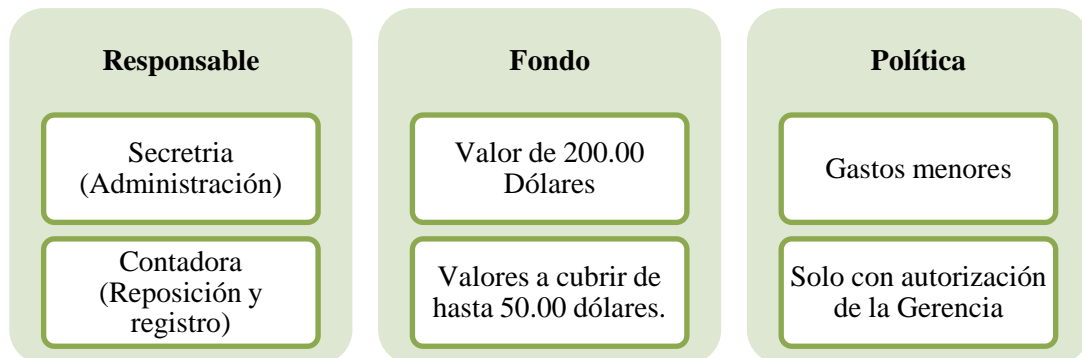 Responsable
Secretria
(Administración)
Contadora
(Reposición y
registro)
Fondo
Valor de 200.00
Dólares
Valores a cubrir de
hasta 50.00 dólares.
Política
Gastos menores
Solo con autorización
de la Gerencia